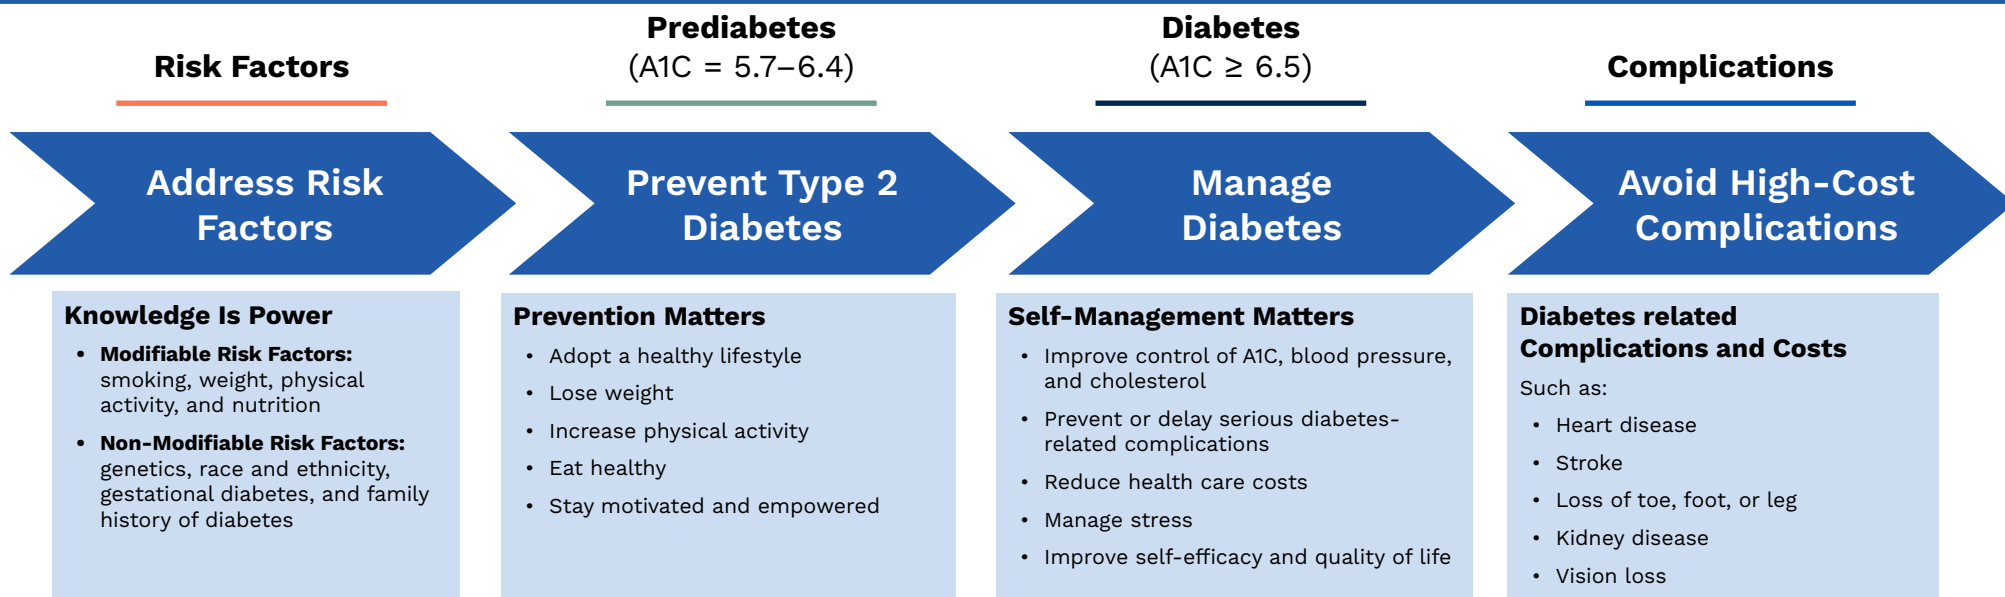 Risk Factors
Prediabetes
(A1C = 5.7–6.4)
Diabetes
(A1C ≥ 6.5)
Complications
Address Risk
Factors
Prevent Type 2
Diabetes
Manage
Diabetes
Avoid High-Cost
Complications
Knowledge Is Power
• Modifiable Risk Factors:
smoking, weight, physical
activity, and nutrition
• Non-Modifiable Risk Factors:
genetics, race and ethnicity,
gestational diabetes, and family
history of diabetes
Prevention Matters
• Adopt a healthy lifestyle
• Lose weight
• Increase physical activity
• Eat healthy
• Stay motivated and empowered
Self-Management Matters
• Improve control of A1C, blood pressure,
and cholesterol
• Prevent or delay serious diabetes-
related complications
• Reduce health care costs
• Manage stress
• Improve self-efficacy and quality of life
Diabetes related
Complications and Costs
Such as:
• Heart disease
• Stroke
• Loss of toe, foot, or leg
• Kidney disease
• Vision loss